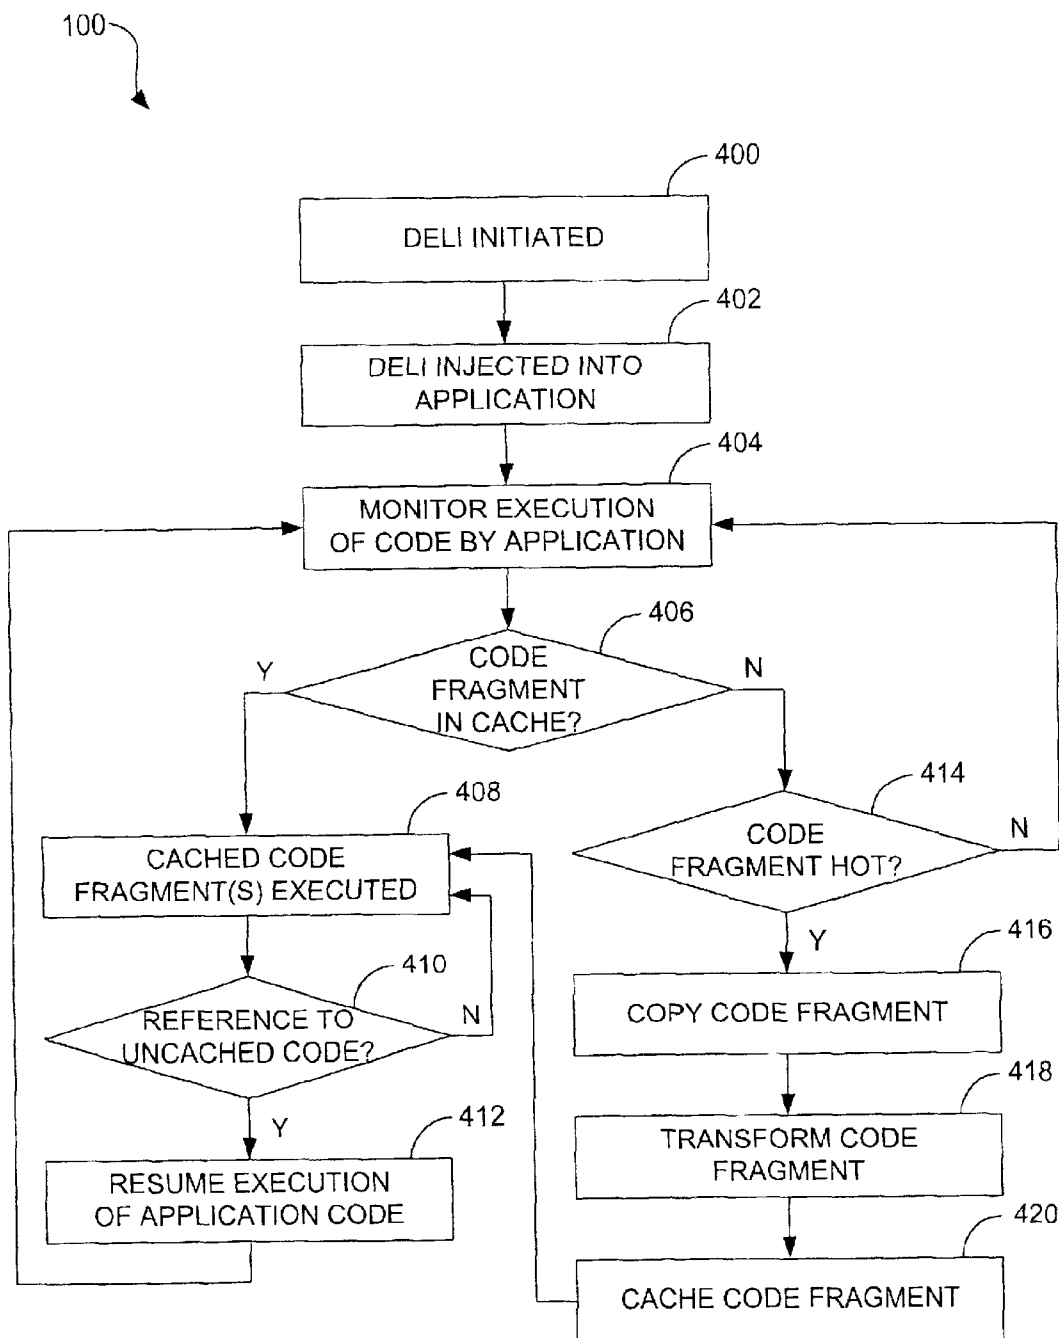 100
400
DELI INITIATED
402
DELI INJECTED INTO
APPLICATION
404
MONITOR EXECUTION
OF CODE BY APPLICATION
406
Y
CODE
FRAGMENT
IN CACHE?
N
408
CACHED CODE
FRAGMENT(S) EXECUTED
414
CODE
FRAGMENT HOT?
N
Y
410
REFERENCE TO
UNCACHED CODE?
N
Y
416
COPY CODE FRAGMENT
418
TRANSFORM CODE
FRAGMENT
412
RESUME EXECUTION
OF APPLICATION CODE
420
CACHE CODE FRAGMENT